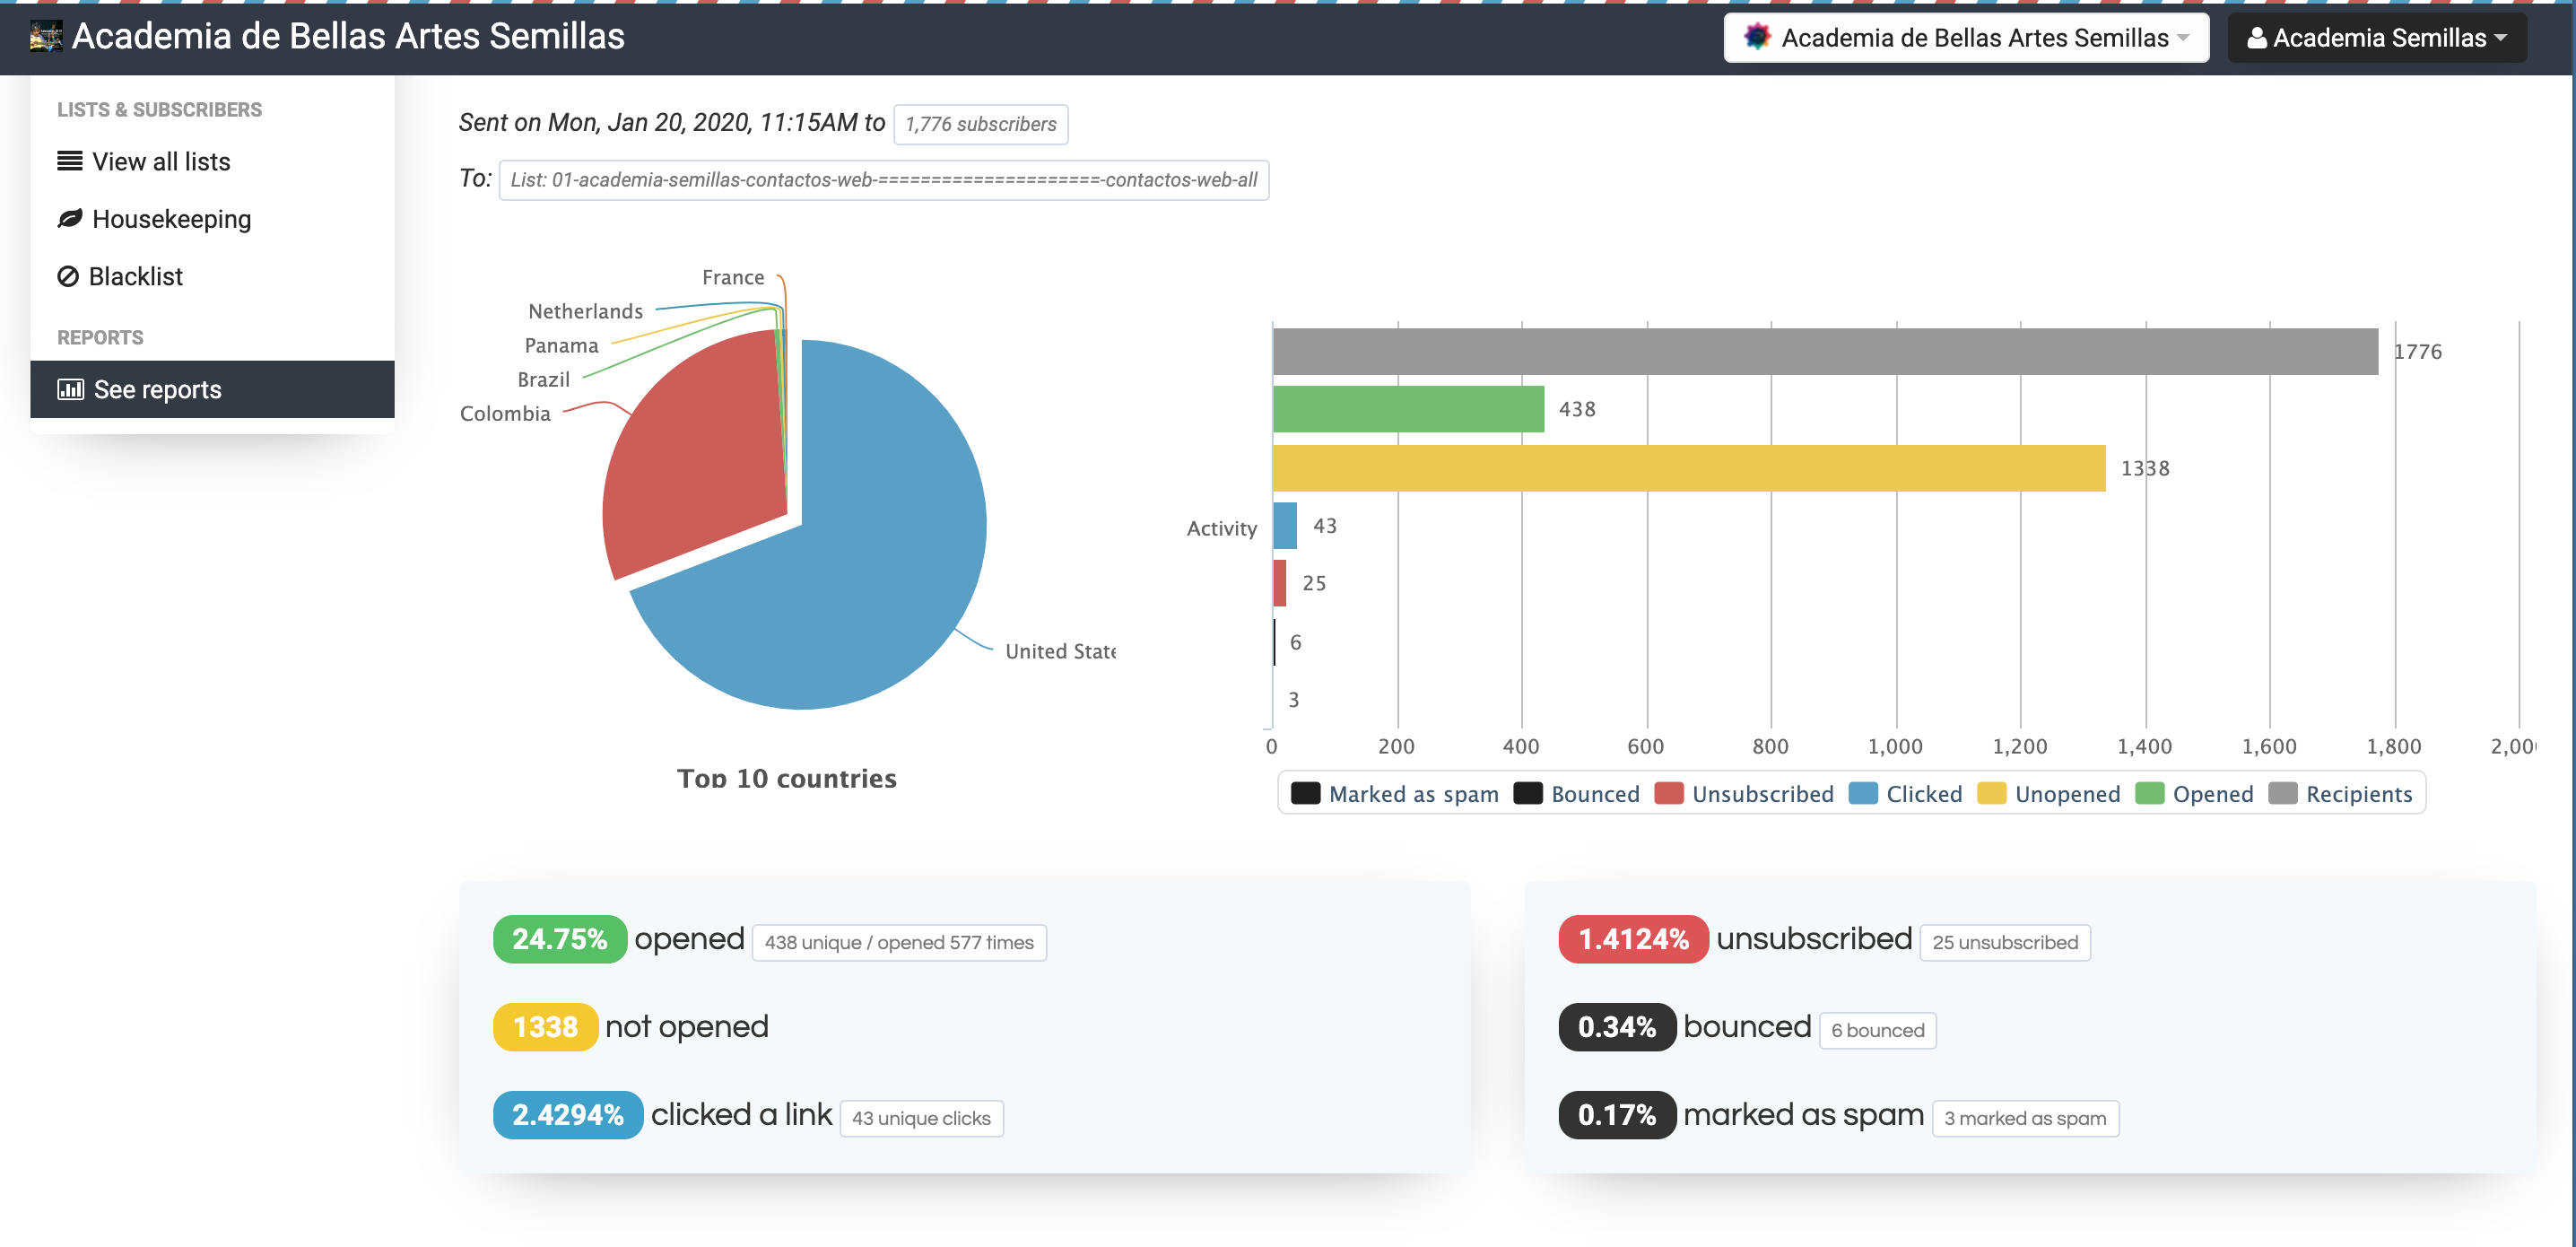 Academia de Bellas Artes Semillas
Academia de Bellas Artes Semillas
Academia Semillas
LISTS & SUBSCRIBERS
View all lists
Housekeeping
Blacklist
REPORTS
See reports
Sent on Mon, Jan 20, 2020, 11:15AM to 1,776 subscribers
To: List: 01-academia-semillas-contactos-web-=====================-contactos-web-all
France
Netherlands
Panama
Brazil
Colombia
United State
Top 10 countries
1776
438
1338
Activity
43
25
6
3
0 200 400 600 800 1,000 1,200 1,400 1,600 1,800 2,00
Marked as spam Bounced Unsubscribed Clicked Unopened Opened Recipients
24.75% opened 438 unique / opened 577 times
1338 not opened
2.4294% clicked a link 43 unique clicks
1.4124% unsubscribed 25 unsubscribed
0.34% bounced 6 bounced
0.17% marked as spam 3 marked as spam